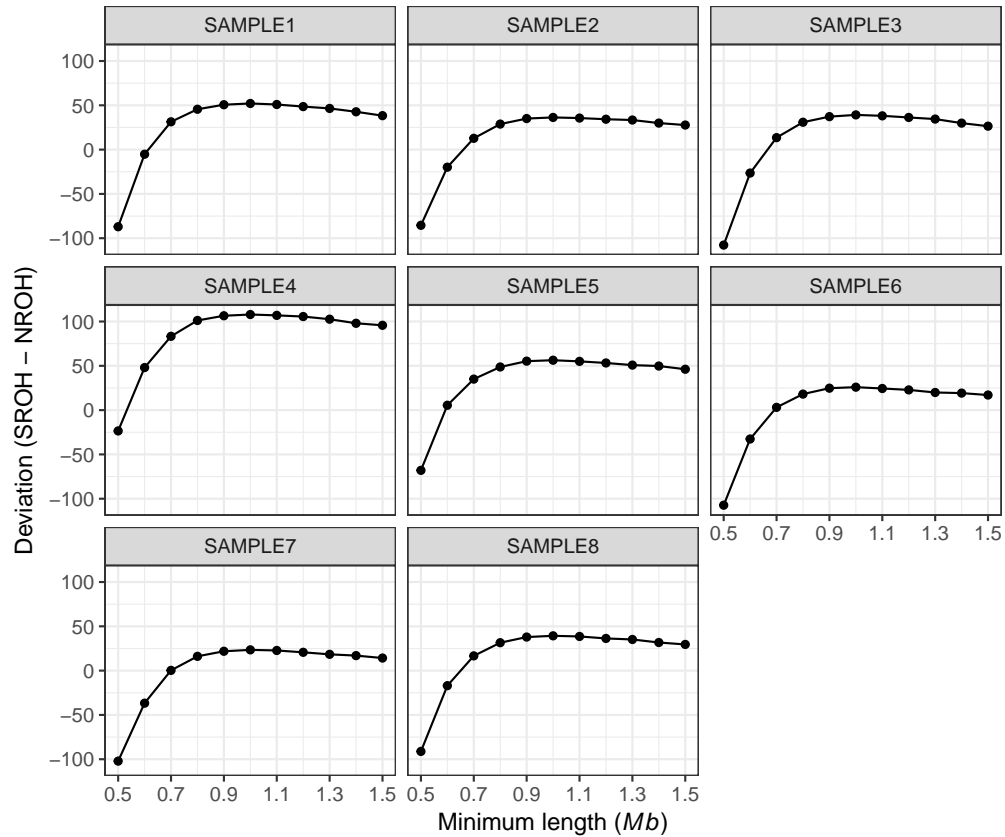 SAMPLE1
SAMPLE2
SAMPLE3
100
50
0
−50
−100
SAMPLE4
SAMPLE5
SAMPLE6
100
50
0
−50
−100
0.5 0.7 0.9 1.1 1.3 1.5
SAMPLE7
SAMPLE8
100
50
0
−50
−100
0.5 0.7 0.9 1.1 1.3 1.5
0.5 0.7 0.9 1.1 1.3 1.5
Deviation (SROH − NROH)
Minimum length (Mb)